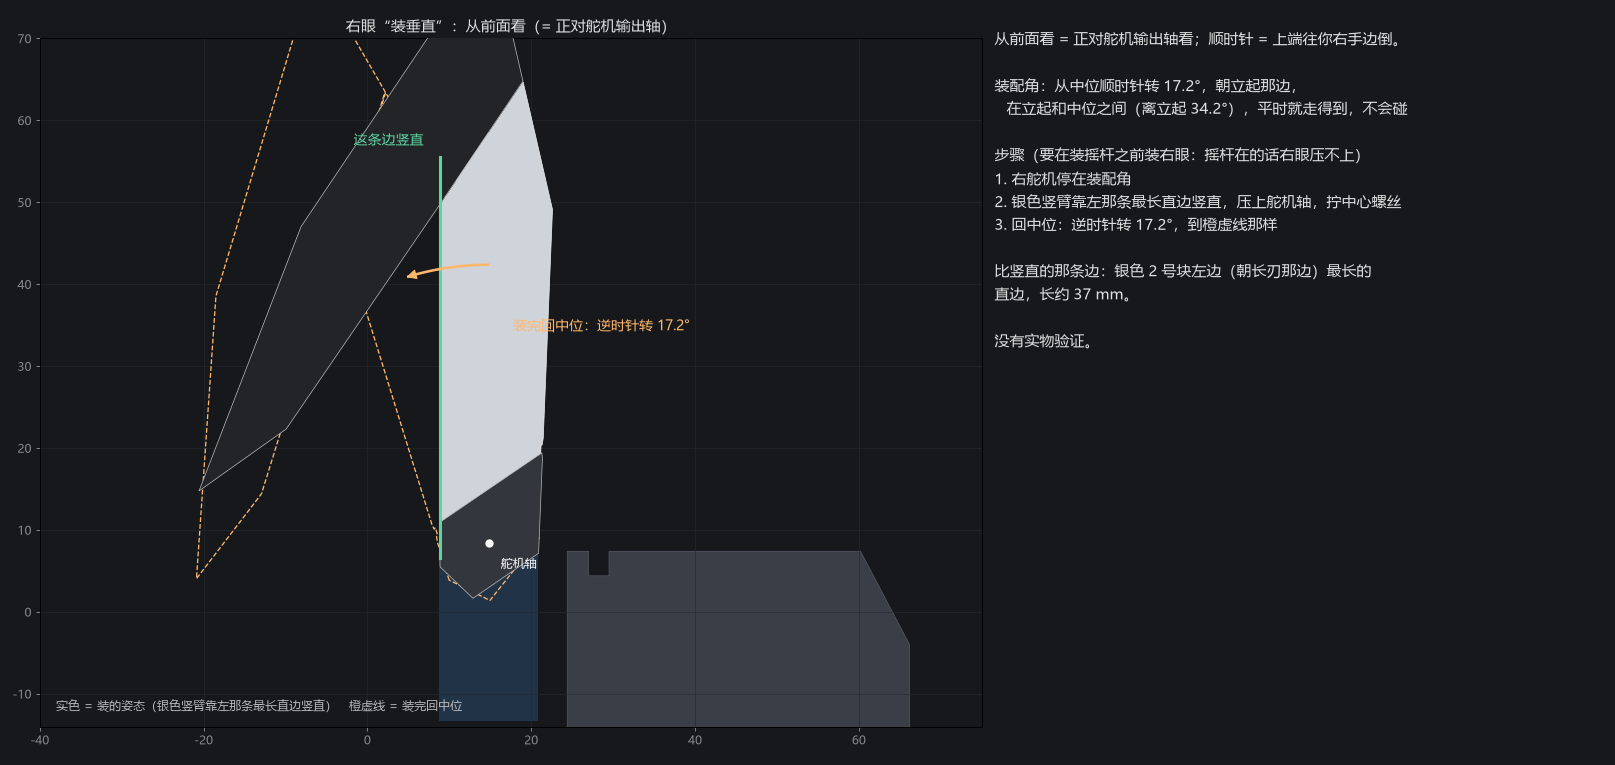 右眼“装垂直”：从前面看（= 正对舵机输出轴）
70
60
50
40
30
20
10
0
-10
-40
-20
0
20
40
60
这条边竖直
装完回中位：逆时针转 17.2°
舵机轴
实色 = 装的姿态（银色竖臂靠左那条最长直边竖直） 橙虚线 = 装完回中位
从前面看 = 正对舵机输出轴看；顺时针 = 上端往你右手边倒。
装配角：从中位顺时针转 17.2°，朝立起那边，
在立起和中位之间（离立起 34.2°），平时就走得到，不会碰
步骤（要在装摇杆之前装右眼：摇杆在的话右眼压不上）
1. 右舵机停在装配角
2. 银色竖臂靠左那条最长直边竖直，压上舵机轴，拧中心螺丝
3. 回中位：逆时针转 17.2°，到橙虚线那样
比竖直的那条边：银色 2 号块左边（朝长刃那边）最长的
直边，长约 37 mm。
没有实物验证。